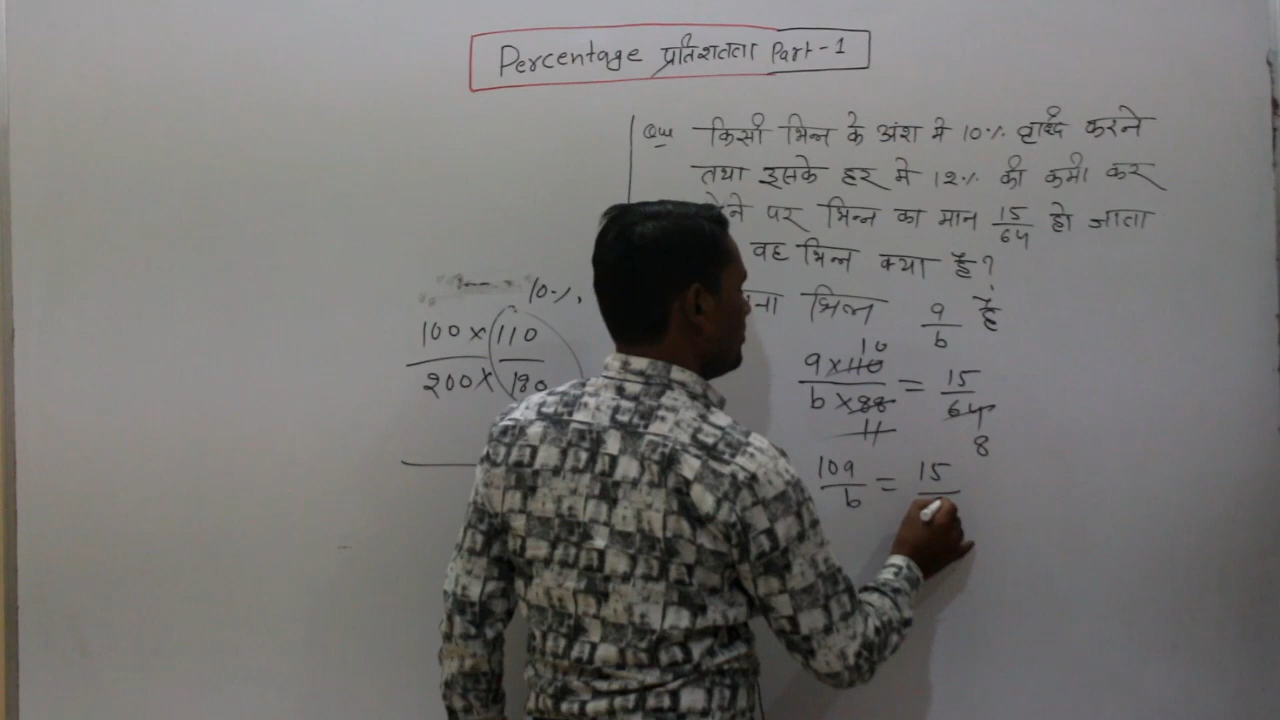 Percentage प्रतिशतता Part-1
Que किसी भिन्न के अंश मे 10% वृध्दि करने
तथा इसके हर मे 12% की कमी कर
पर भिन्न का मान 15/64 हो जाता
वह भिन्न क्या है?
भिन्न a/b है
a×110/b×88 = 15/64
10
11
8
10a/b = 15
10%.
100×110
200×180